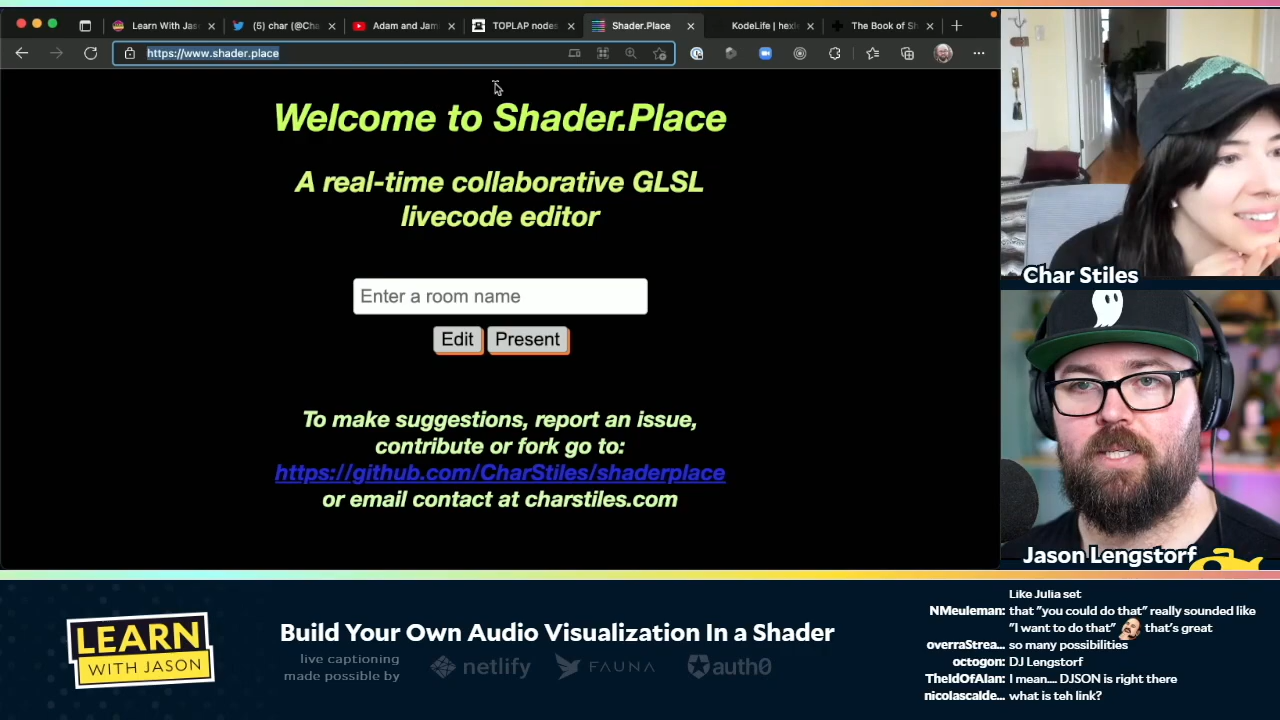 Learn With Jas
(5) char (@Cha
Adam and Jam
TOPLAP nodes
Shader.Place
KodeLife | hex
The Book of Sh
https://www.shader.place
Welcome to Shader.Place
A real-time collaborative GLSL
livecode editor
Enter a room name
Edit
Present
To make suggestions, report an issue,
contribute or fork go to:
https://github.com/CharStiles/shaderplace
or email contact at charstiles.com
Char Stiles
Jason Lengstorf
LEARN
WITH JASON
Build Your Own Audio Visualization In a Shader
live captioning
made possible by
netlify
FAUNA
auth0
Like Julia set
NMeuleman: that "you could do that" really sounded like
"I want to do that" that's great
overraStrea... so many possibilities
octogon: DJ Lengstorf
TheIdOfAlan: I mean.... DJSON is right there
nicolascalde... what is teh link?